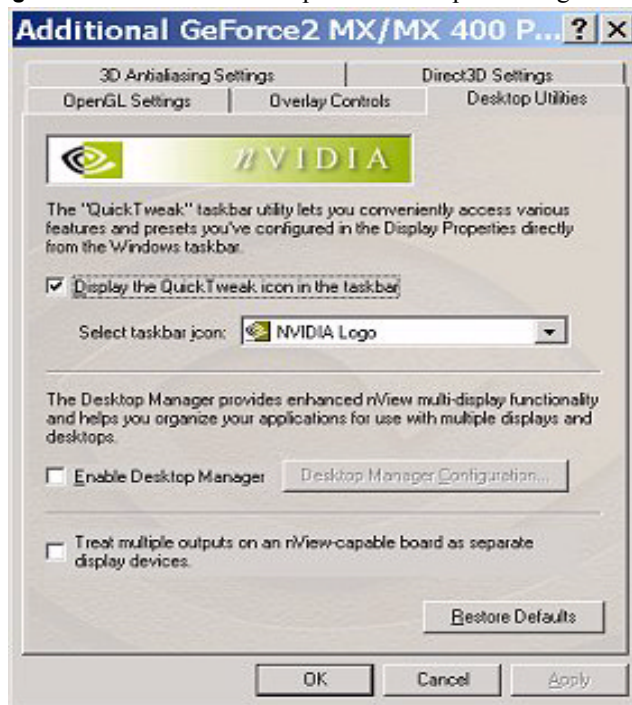 Additional GeForce2 MX/MX 400 P...
3D Antialiasing Settings
Direct3D Settings
OpenGL Settings
Overlay Controls
Desktop Utilities
nVIDIA
The "QuickTweak" taskbar utility lets you conveniently access various
features and presets you've configured in the Display Properties directly
from the Windows taskbar.
Display the QuickTweak icon in the taskbar
Select taskbar icon:
NVIDIA Logo
The Desktop Manager provides enhanced nView multi-display functionality
and helps you organize your applications for use with multiple displays and
desktops.
Enable Desktop Manager
Desktop Manager Configuration...
Treat multiple outputs on an nView-capable board as separate
display devices.
Restore Defaults
OK
Cancel
Apply